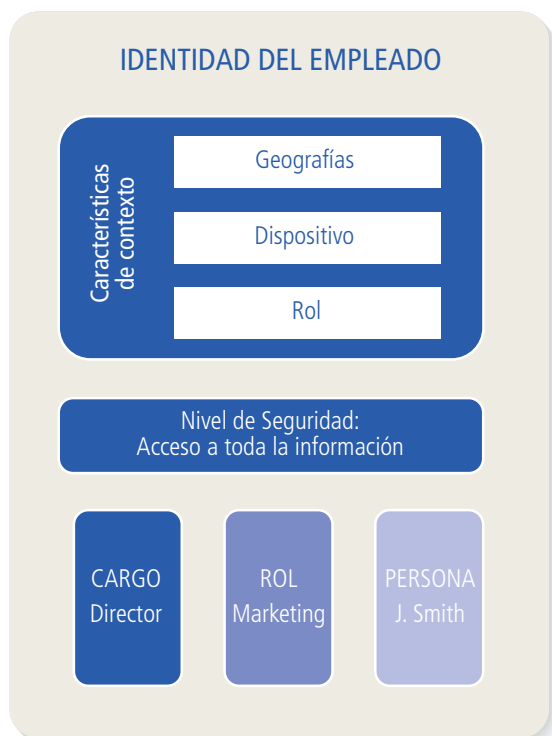 IDENTIDAD DEL EMPLEADO
Características
de contexto
Geografías
Dispositivo
Rol
Nivel de Seguridad:
Acceso a toda la información
CARGO
Director
ROL
Marketing
PERSONA
J. Smith